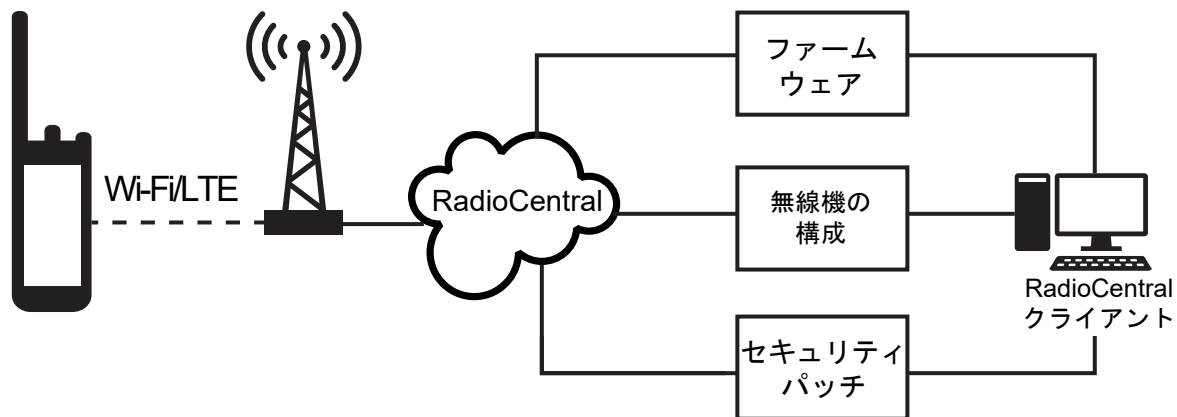 Wi-Fi/LTE
RadioCentral
ファーム
ウェア
無線機の
構成
セキュリティ
パッチ
RadioCentral
クライアント